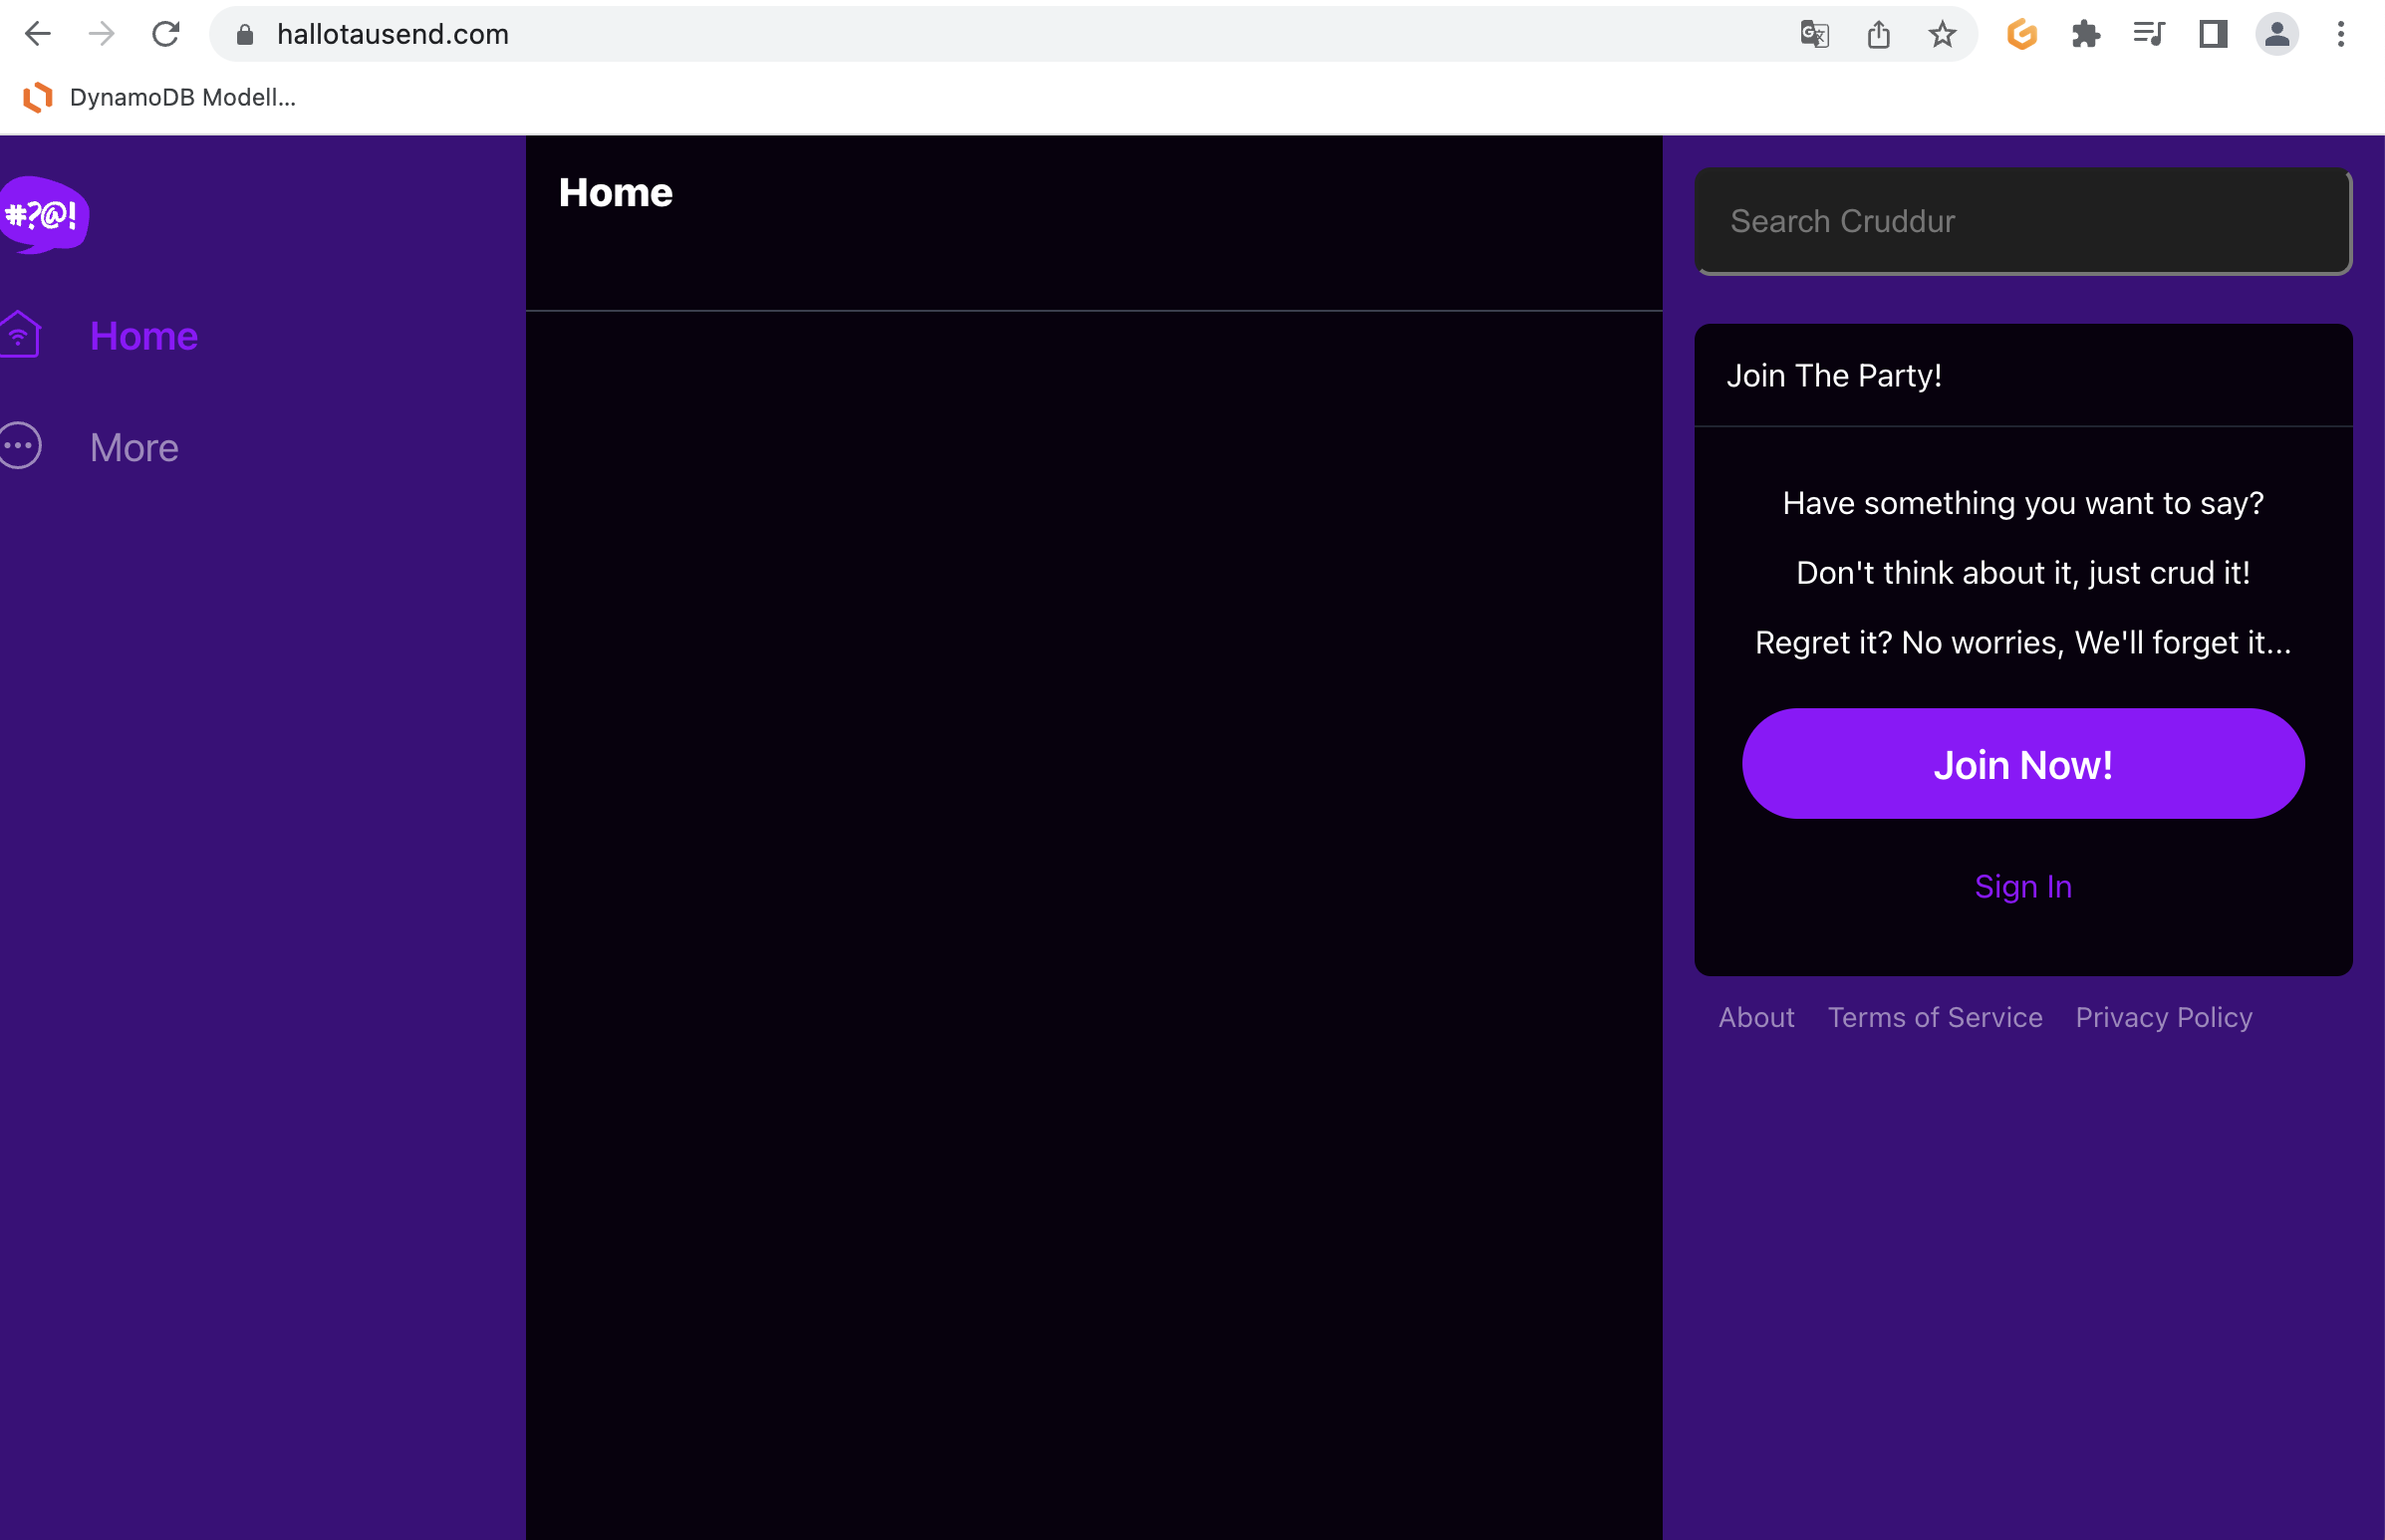 hallotausend.com
DynamoDB Modell...
#?@!
Home
More
Home
Search Cruddur
Join The Party!
Have something you want to say?
Don't think about it, just crud it!
Regret it? No worries, We'll forget it...
Join Now!
Sign In
About Terms of Service Privacy Policy